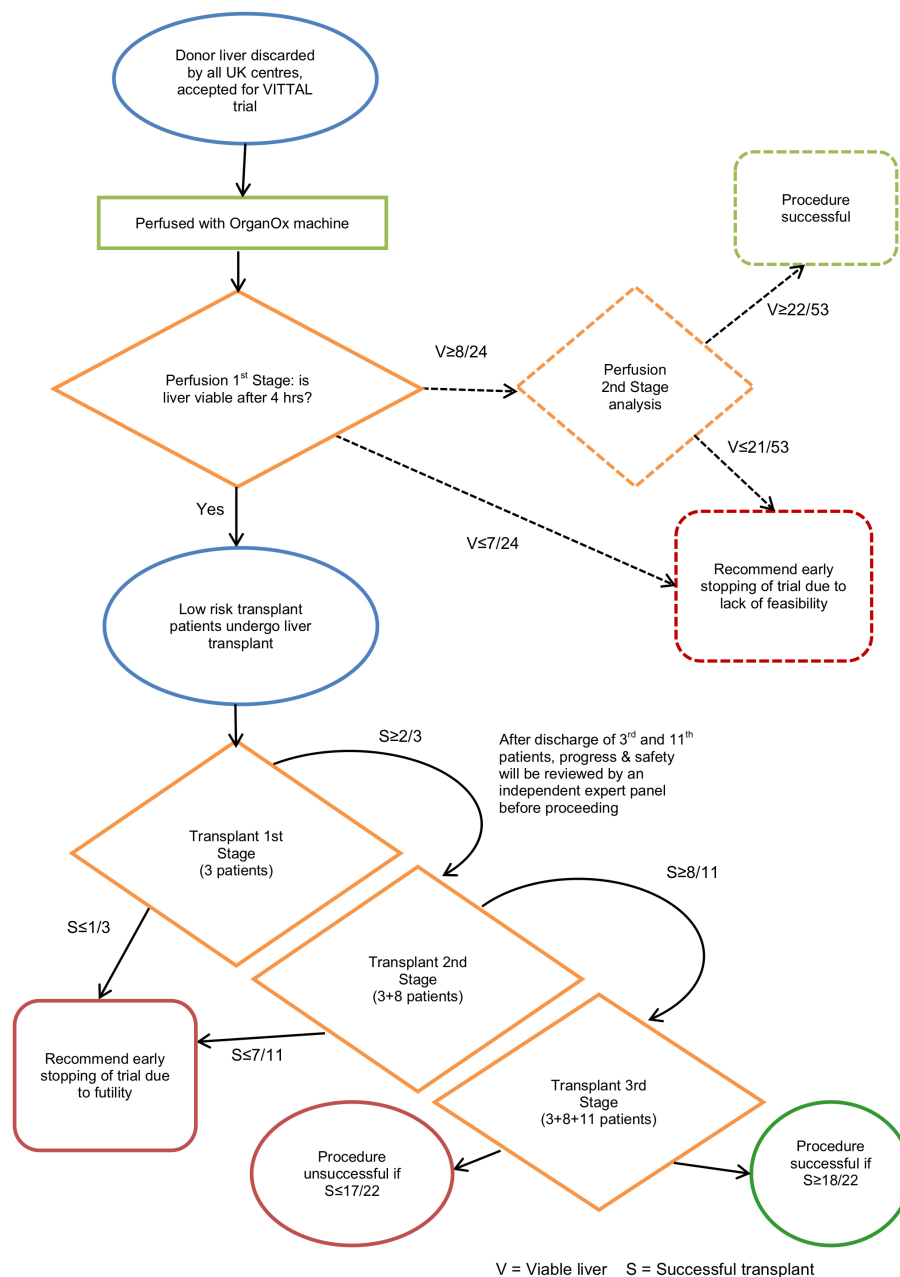 Donor liver discarded
by all UK centres,
accepted for VITTAL
trial
Perfused with OrganOx machine
Procedure
successful
V≥22/53
V≥8/24
Perfusion 1st Stage: is
liver viable after 4 hrs?
Perfusion
2nd Stage
analysis
V≤21/53
Yes
V≤7/24
Recommend early
stopping of trial due to
lack of feasibility
Low risk transplant
patients undergo liver
transplant
S≥2/3
After discharge of 3rd and 11th
patients, progress & safety
will be reviewed by an
independent expert panel
before proceeding
Transplant 1st
Stage
(3 patients)
S≥8/11
S≤1/3
Transplant 2nd
Stage
(3+8 patients)
S≤7/11
Recommend early
stopping of trial due
to futility
Transplant 3rd
Stage
(3+8+11 patients)
Procedure
unsuccessful if
S≤17/22
Procedure
successful if
S≥18/22
V = Viable liver S = Successful transplant